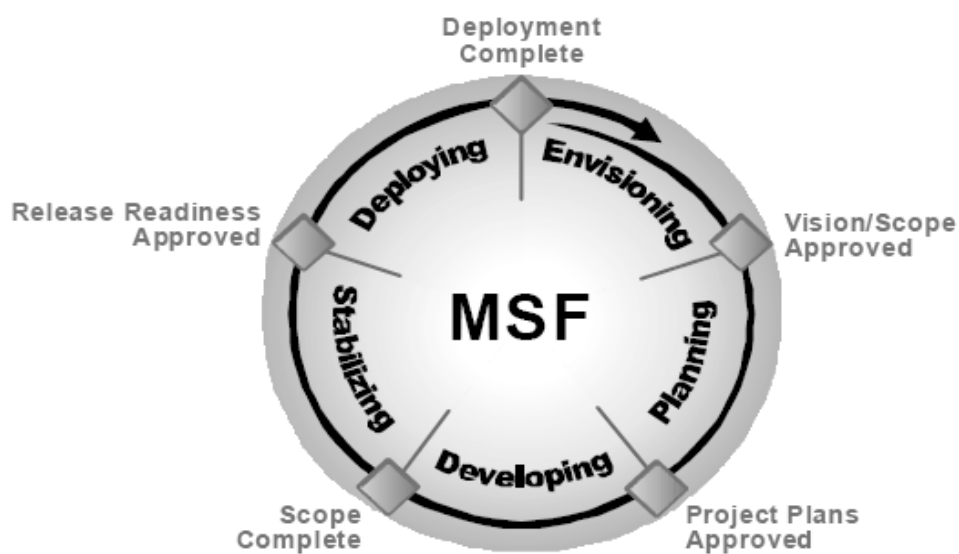 Deployment
Complete
Envisioning
Vision/Scope
Approved
Planning
Project Plans
Approved
Developing
Scope
Complete
Stabilizing
Release Readiness
Approved
Deploying
MSF